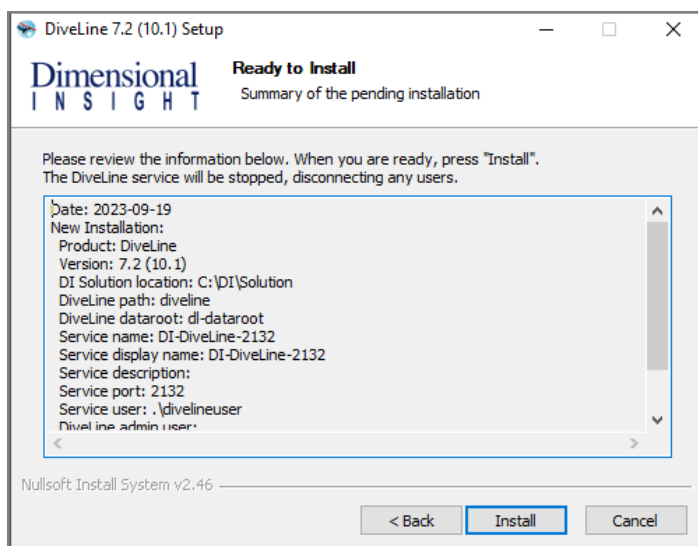 DiveLine 7.2 (10.1) Setup
Dimensional
INSIGHT
Ready to Install
Summary of the pending installation
Please review the information below. When you are ready, press "Install".
The DiveLine service will be stopped, disconnecting any users.
Date: 2023-09-19
New Installation:
Product: DiveLine
Version: 7.2 (10.1)
DI Solution location: C:\DI\Solution
DiveLine path: diveline
DiveLine dataroot: dl-dataroot
Service name: DI-DiveLine-2132
Service display name: DI-DiveLine-2132
Service description:
Service port: 2132
Service user: .\divelineuser
DiveLine admin user:
Nullsoft Install System v2.46
< Back Install Cancel